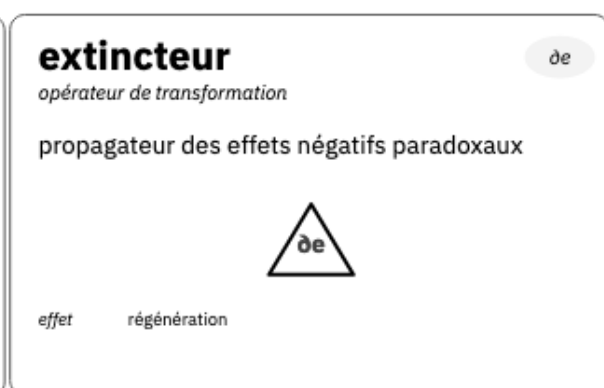 extincteur
∂e
opérateur de transformation
propagateur des effets négatifs paradoxaux
∂e
effet régénération